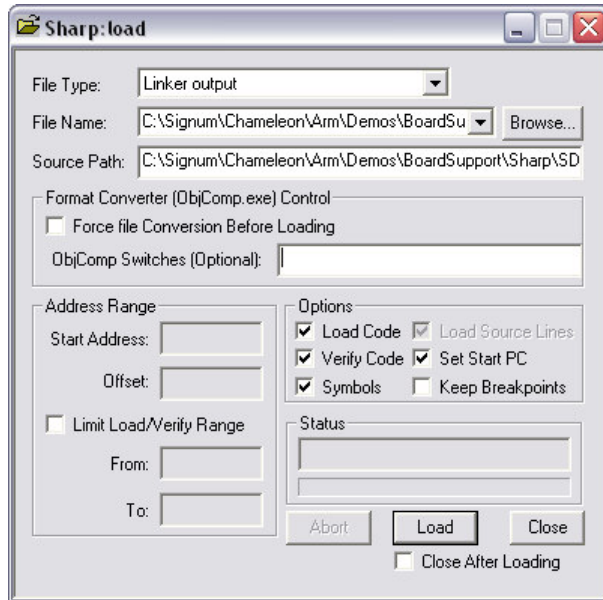 Sharp:load
File Type: Linker output
File Name: C:\Signum\Chameleon\Arm\Demos\BoardSu Browse...
Source Path: C:\Signum\Chameleon\Arm\Demos\BoardSupport\Sharp\SD
Format Converter (ObjComp.exe) Control
Force file Conversion Before Loading
ObjComp Switches (Optional):
Address Range
Start Address:
Offset:
Limit Load/Verify Range
From:
To:
Options
Load Code Load Source Lines
Verify Code Set Start PC
Symbols Keep Breakpoints
Status
Abort Load Close
Close After Loading